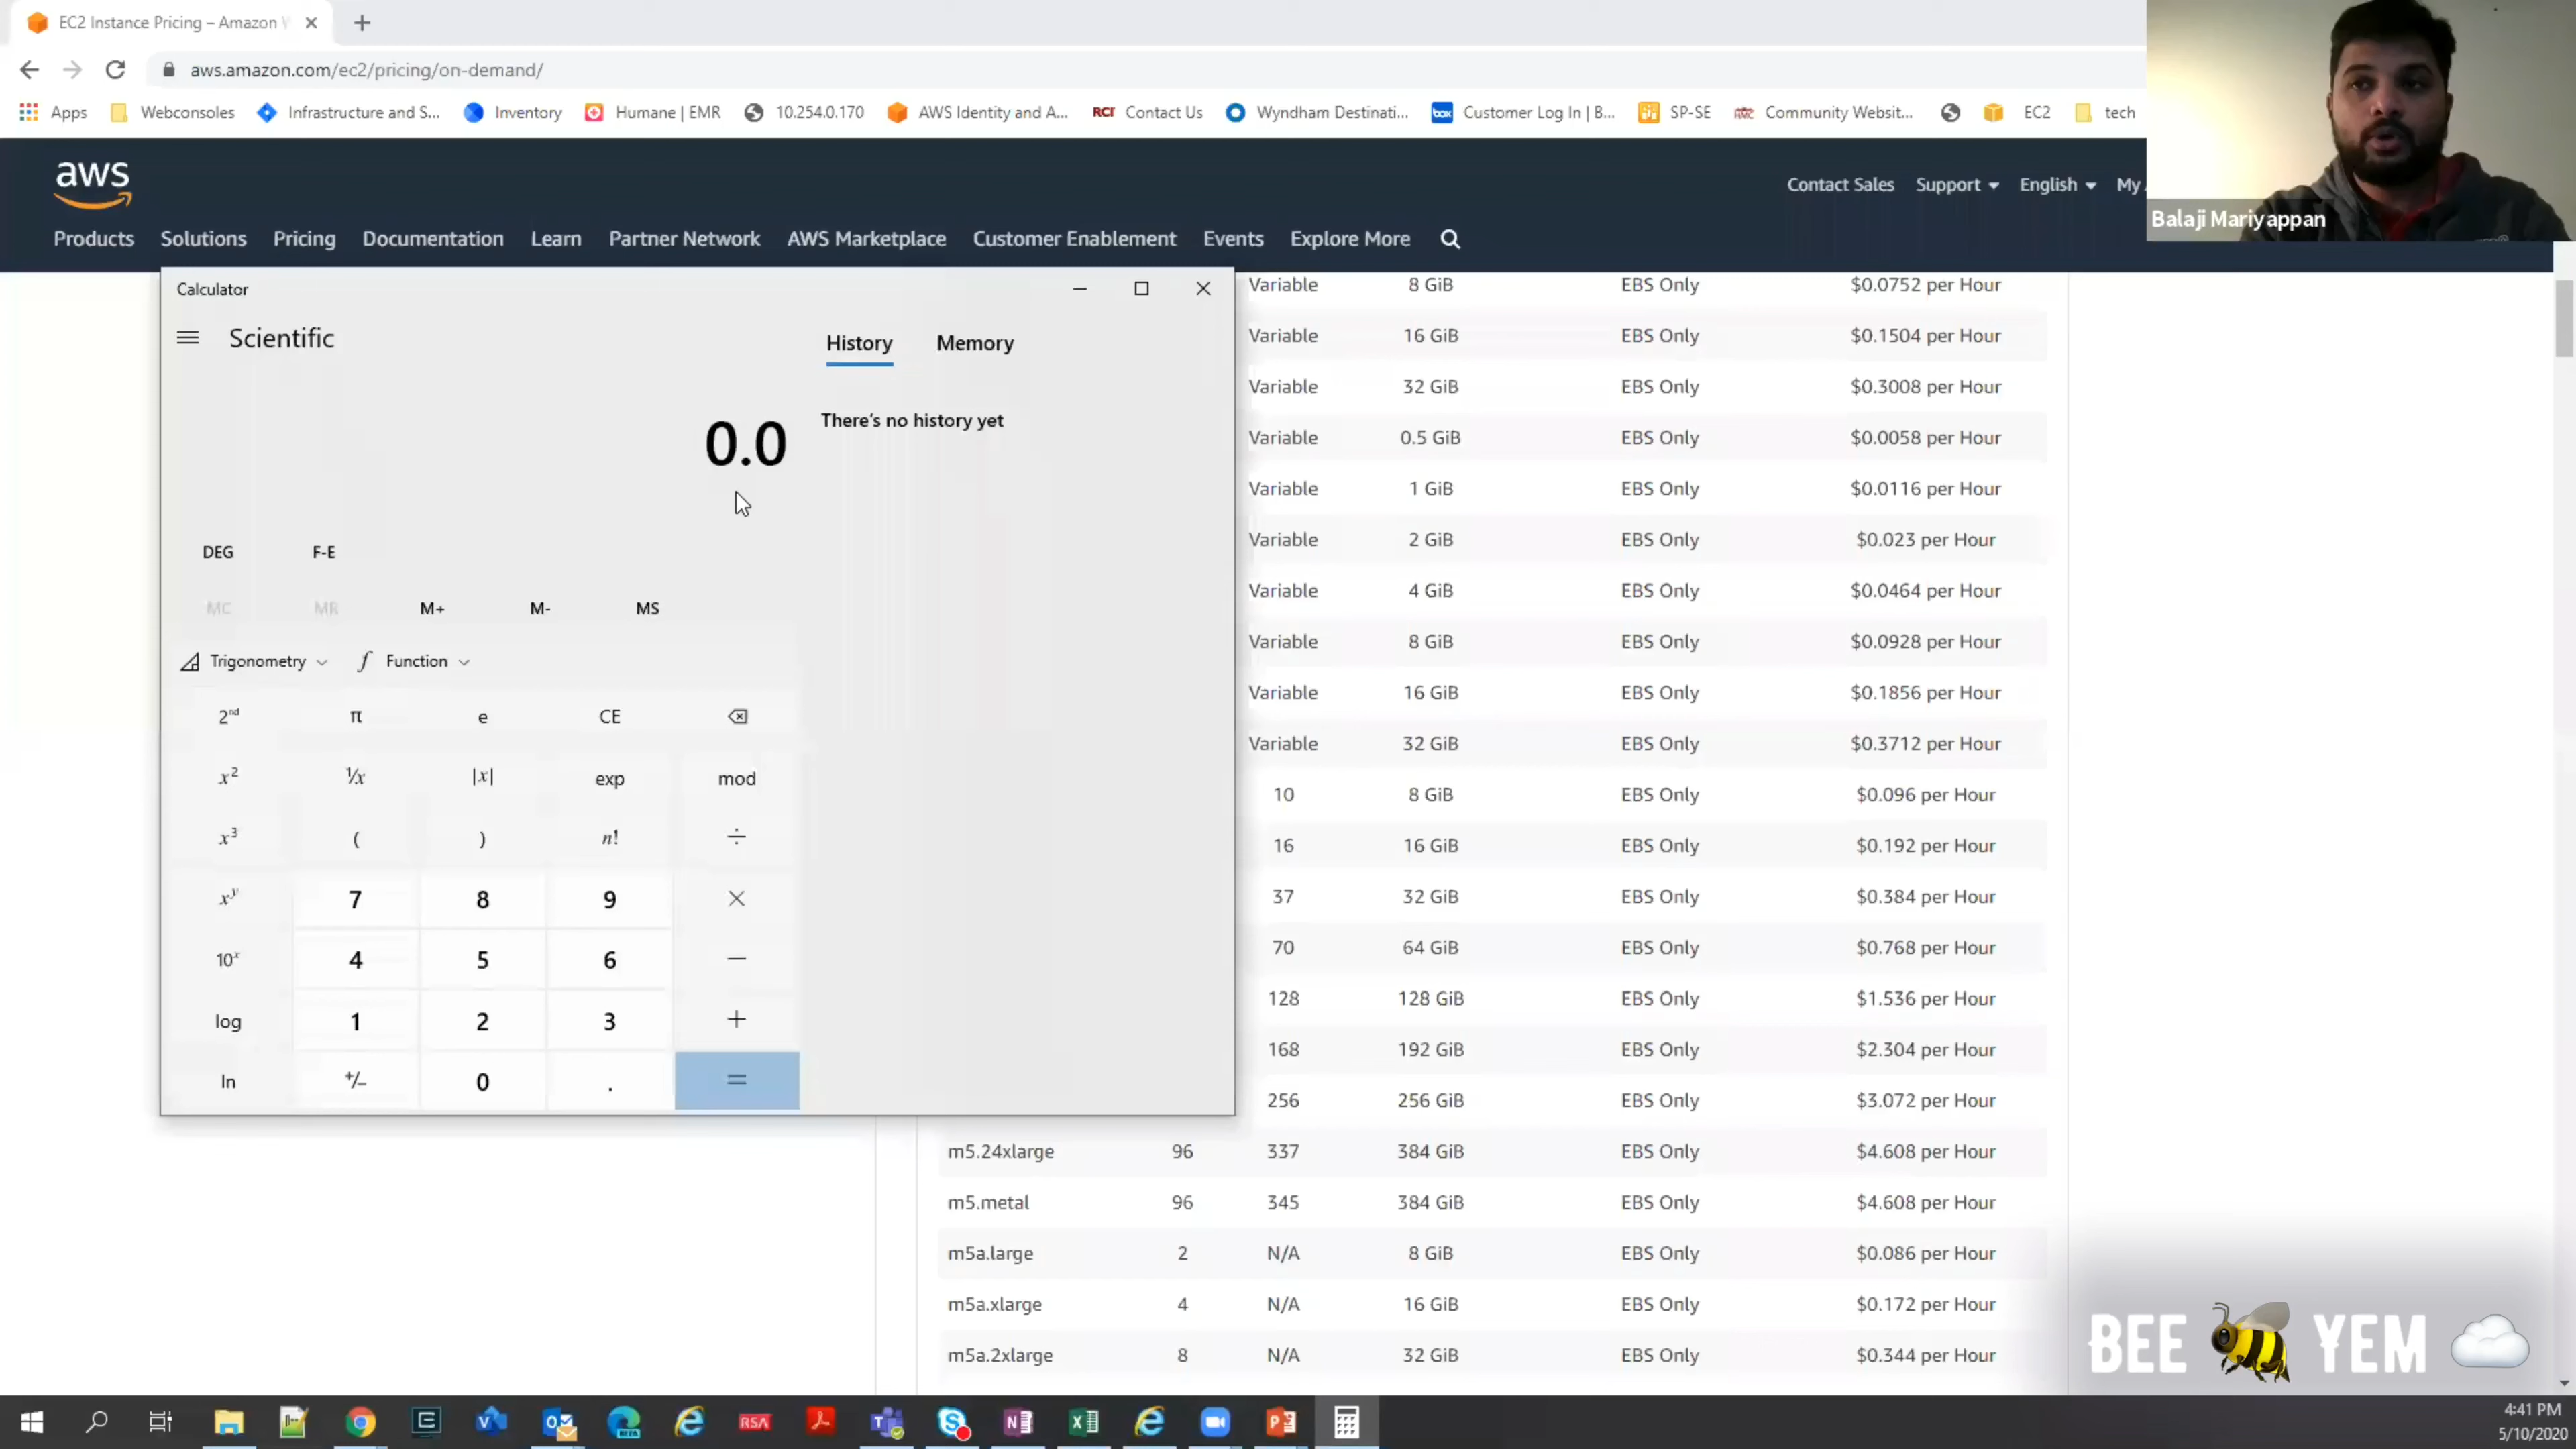 EC2 Instance Pricing – Amazon W
aws.amazon.com/ec2/pricing/on-demand/
Apps Webconsoles Infrastructure and S... Inventory Humane | EMR 10.254.0.170 AWS Identity and A... RCI Contact Us Wyndham Destinati... box Customer Log In | B... SP-SE Community Websit... EC2 tech
aws
Contact Sales Support English My
Balaji Mariyappan
Products Solutions Pricing Documentation Learn Partner Network AWS Marketplace Customer Enablement Events Explore More
Calculator
Scientific
History Memory
0.0
There's no history yet
DEG F-E
MC MR M+ M- MS
Trigonometry f Function
2nd π e CE
x² ¹/x |x| exp mod
x³ ( ) n! ÷
xʸ 7 8 9 ×
10ˣ 4 5 6 −
log 1 2 3 +
ln +/− 0 . =
Variable 8 GiB EBS Only $0.0752 per Hour
Variable 16 GiB EBS Only $0.1504 per Hour
Variable 32 GiB EBS Only $0.3008 per Hour
Variable 0.5 GiB EBS Only $0.0058 per Hour
Variable 1 GiB EBS Only $0.0116 per Hour
Variable 2 GiB EBS Only $0.023 per Hour
Variable 4 GiB EBS Only $0.0464 per Hour
Variable 8 GiB EBS Only $0.0928 per Hour
Variable 16 GiB EBS Only $0.1856 per Hour
Variable 32 GiB EBS Only $0.3712 per Hour
10 8 GiB EBS Only $0.096 per Hour
16 16 GiB EBS Only $0.192 per Hour
37 32 GiB EBS Only $0.384 per Hour
70 64 GiB EBS Only $0.768 per Hour
128 128 GiB EBS Only $1.536 per Hour
168 192 GiB EBS Only $2.304 per Hour
256 256 GiB EBS Only $3.072 per Hour
m5.24xlarge 96 337 384 GiB EBS Only $4.608 per Hour
m5.metal 96 345 384 GiB EBS Only $4.608 per Hour
m5a.large 2 N/A 8 GiB EBS Only $0.086 per Hour
m5a.xlarge 4 N/A 16 GiB EBS Only $0.172 per Hour
m5a.2xlarge 8 N/A 32 GiB EBS Only $0.344 per Hour
BEE YEM
RSA
4:41 PM
5/10/2020